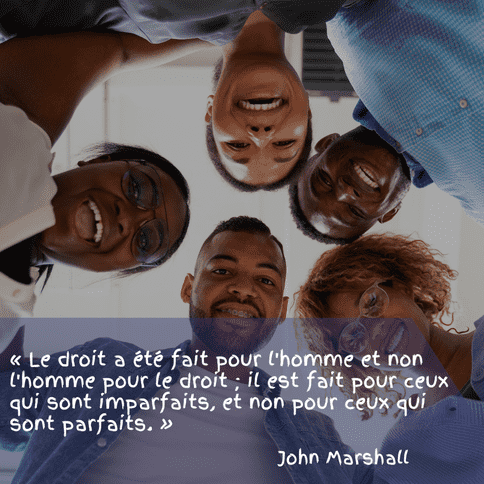 « Le droit a été fait pour l'homme et non
l'homme pour le droit ; il est fait pour ceux
qui sont imparfaits, et non pour ceux qui
sont parfaits. »
John Marshall